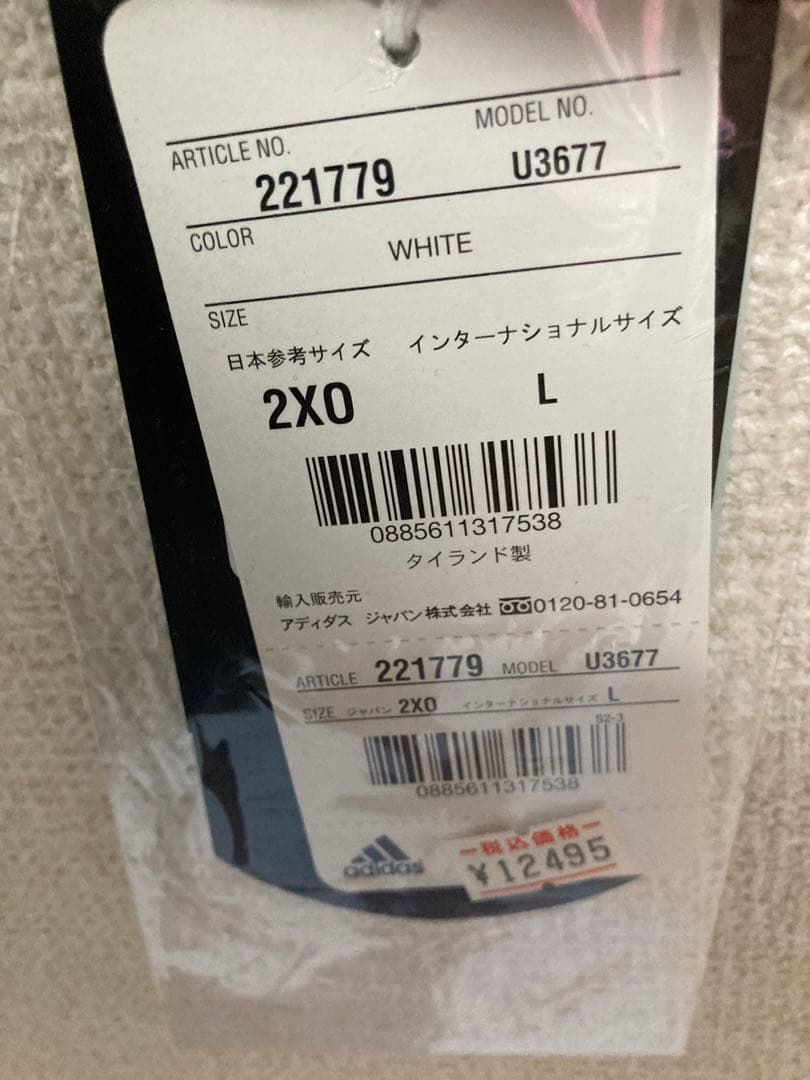 ARTICLE NO. MODEL NO.
221779 U3677
COLOR WHITE
SIZE
日本参考サイズ インターナショナルサイズ
2XO L
0885611317538
タイランド製
輸入販売元
アディダス ジャパン株式会社 0120-81-0654
ARTICLE 221779 MODEL U3677
SIZE ジャパン 2XO インターナショナルサイズ L
S2-3
0885611317538
adidas
税込価格
¥12495